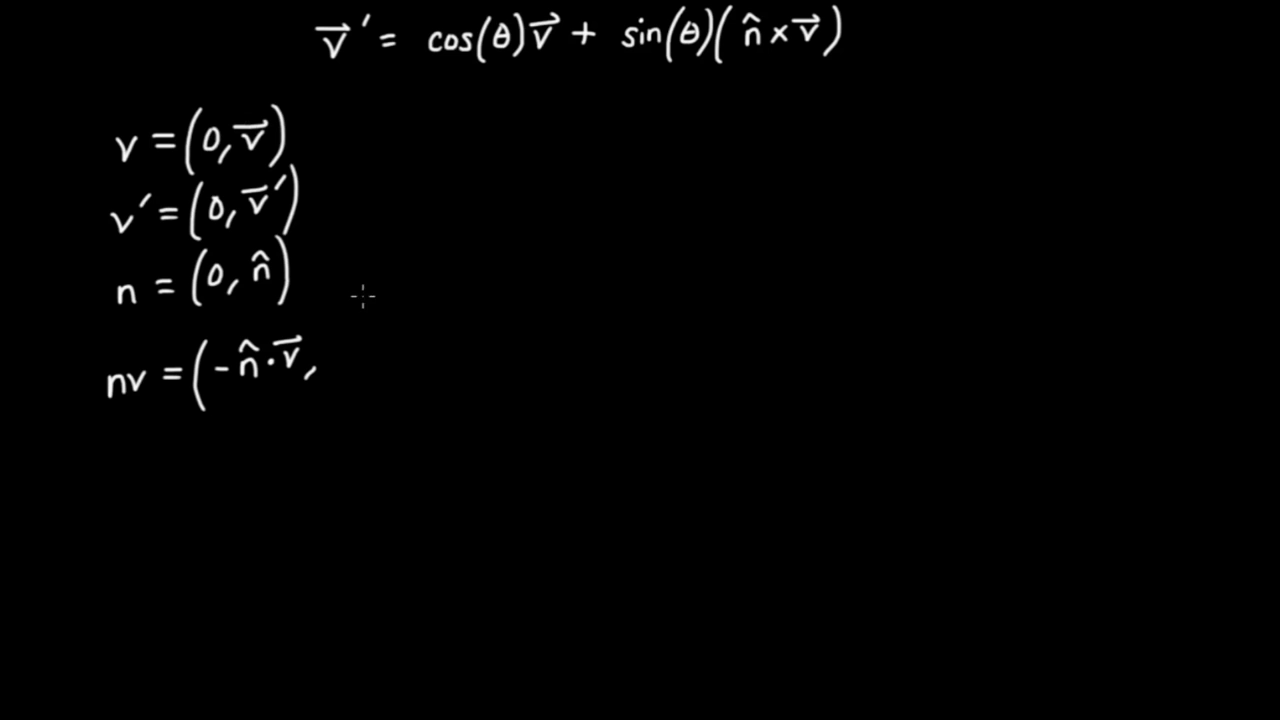 v⃗′ = cos(θ)v⃗ + sin(θ)(n̂ × v⃗)
v = (0, v⃗)
v′ = (0, v⃗′)
n = (0, n̂)
nv = (-n̂ · v⃗,